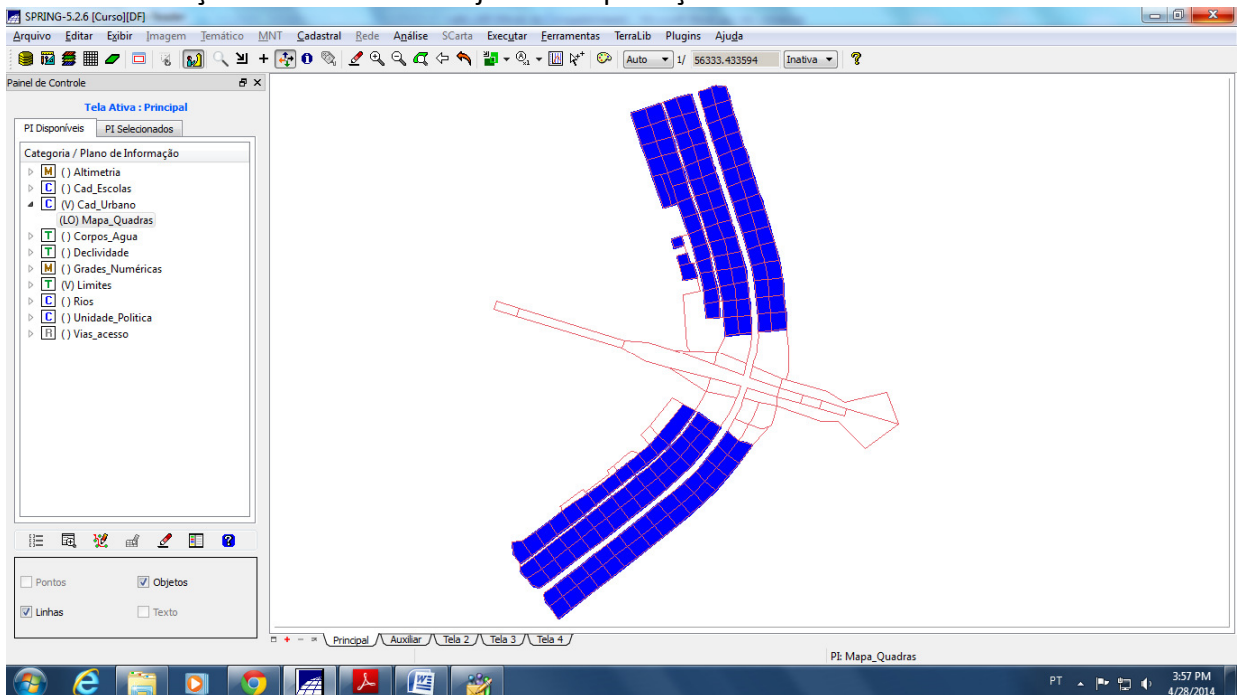 SPRING-5.2.6 [Curso][DF]
Arquivo Editar Exibir Imagem Temático MNT Cadastral Rede Análise SCarta Executar Ferramentas TerraLib Plugins Ajuda
Auto 1/ 56333.433594 Inativa
Painel de Controle
Tela Ativa : Principal
PI Disponíveis PI Selecionados
Categoria / Plano de Informação
M () Altimetria
C () Cad_Escolas
C (V) Cad_Urbano
(LO) Mapa_Quadras
T () Corpos_Agua
T () Declividade
M () Grades_Numéricas
T (V) Limites
C () Rios
C () Unidade_Politica
R () Vias_acesso
Pontos Objetos
Linhas Texto
Principal Auxiliar Tela 2 Tela 3 Tela 4
PI: Mapa_Quadras
PT 3:57 PM
4/28/2014